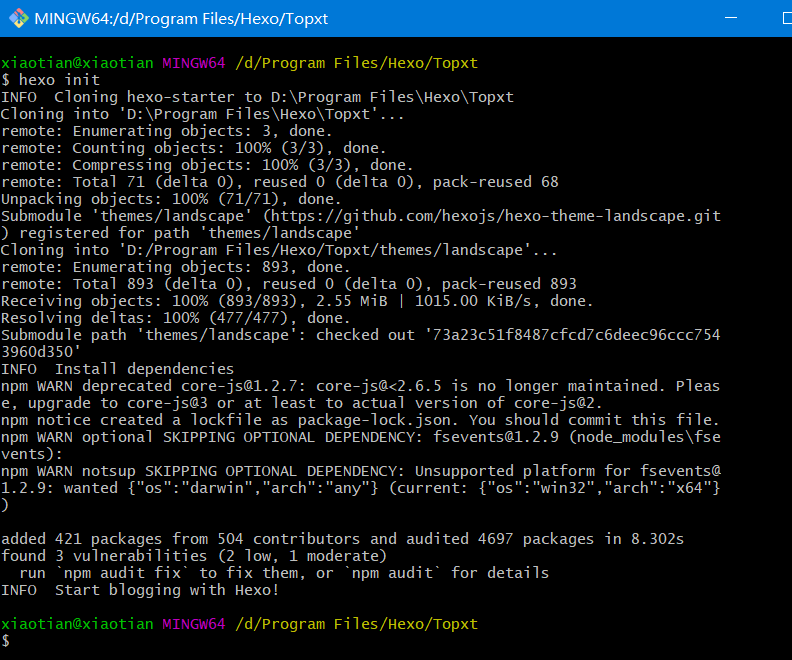 MINGW64:/d/Program Files/Hexo/Topxt
xiaotian@xiaotian MINGW64 /d/Program Files/Hexo/Topxt
$ hexo init
INFO  Cloning hexo-starter to D:\Program Files\Hexo\Topxt
Cloning into 'D:\Program Files\Hexo\Topxt'...
remote: Enumerating objects: 3, done.
remote: Counting objects: 100% (3/3), done.
remote: Compressing objects: 100% (3/3), done.
remote: Total 71 (delta 0), reused 0 (delta 0), pack-reused 68
Unpacking objects: 100% (71/71), done.
Submodule 'themes/landscape' (https://github.com/hexojs/hexo-theme-landscape.git
) registered for path 'themes/landscape'
Cloning into 'D:/Program Files/Hexo/Topxt/themes/landscape'...
remote: Enumerating objects: 893, done.
remote: Total 893 (delta 0), reused 0 (delta 0), pack-reused 893
Receiving objects: 100% (893/893), 2.55 MiB | 1015.00 KiB/s, done.
Resolving deltas: 100% (477/477), done.
Submodule path 'themes/landscape': checked out '73a23c51f8487cfcd7c6deec96ccc754
3960d350'
INFO  Install dependencies
npm WARN deprecated core-js@1.2.7: core-js@<2.6.5 is no longer maintained. Pleas
e, upgrade to core-js@3 or at least to actual version of core-js@2.
npm notice created a lockfile as package-lock.json. You should commit this file.
npm WARN optional SKIPPING OPTIONAL DEPENDENCY: fsevents@1.2.9 (node_modules\fse
vents):
npm WARN notsup SKIPPING OPTIONAL DEPENDENCY: Unsupported platform for fsevents@
1.2.9: wanted {"os":"darwin","arch":"any"} (current: {"os":"win32","arch":"x64"}
)
added 421 packages from 504 contributors and audited 4697 packages in 8.302s
found 3 vulnerabilities (2 low, 1 moderate)
  run `npm audit fix` to fix them, or `npm audit` for details
INFO  Start blogging with Hexo!
xiaotian@xiaotian MINGW64 /d/Program Files/Hexo/Topxt
$